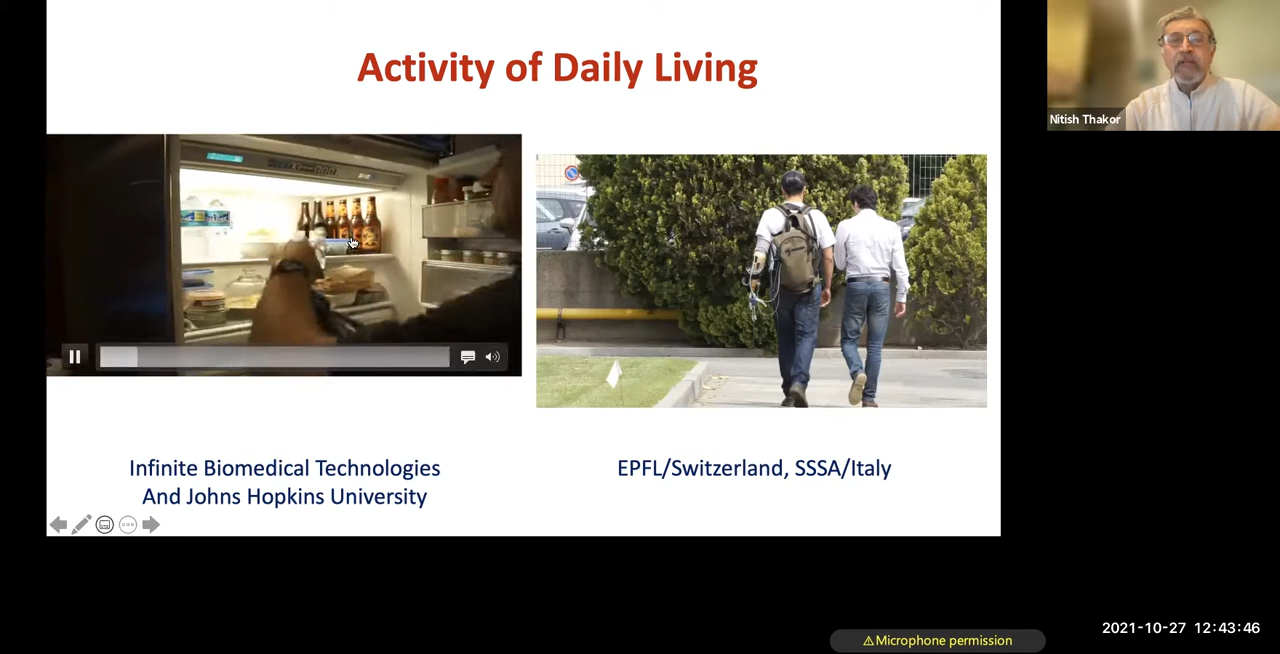 Activity of Daily Living
Nitish Thakor
Infinite Biomedical Technologies
And Johns Hopkins University
EPFL/Switzerland, SSSA/Italy
2021-10-27 12:43:46
⚠Microphone permission